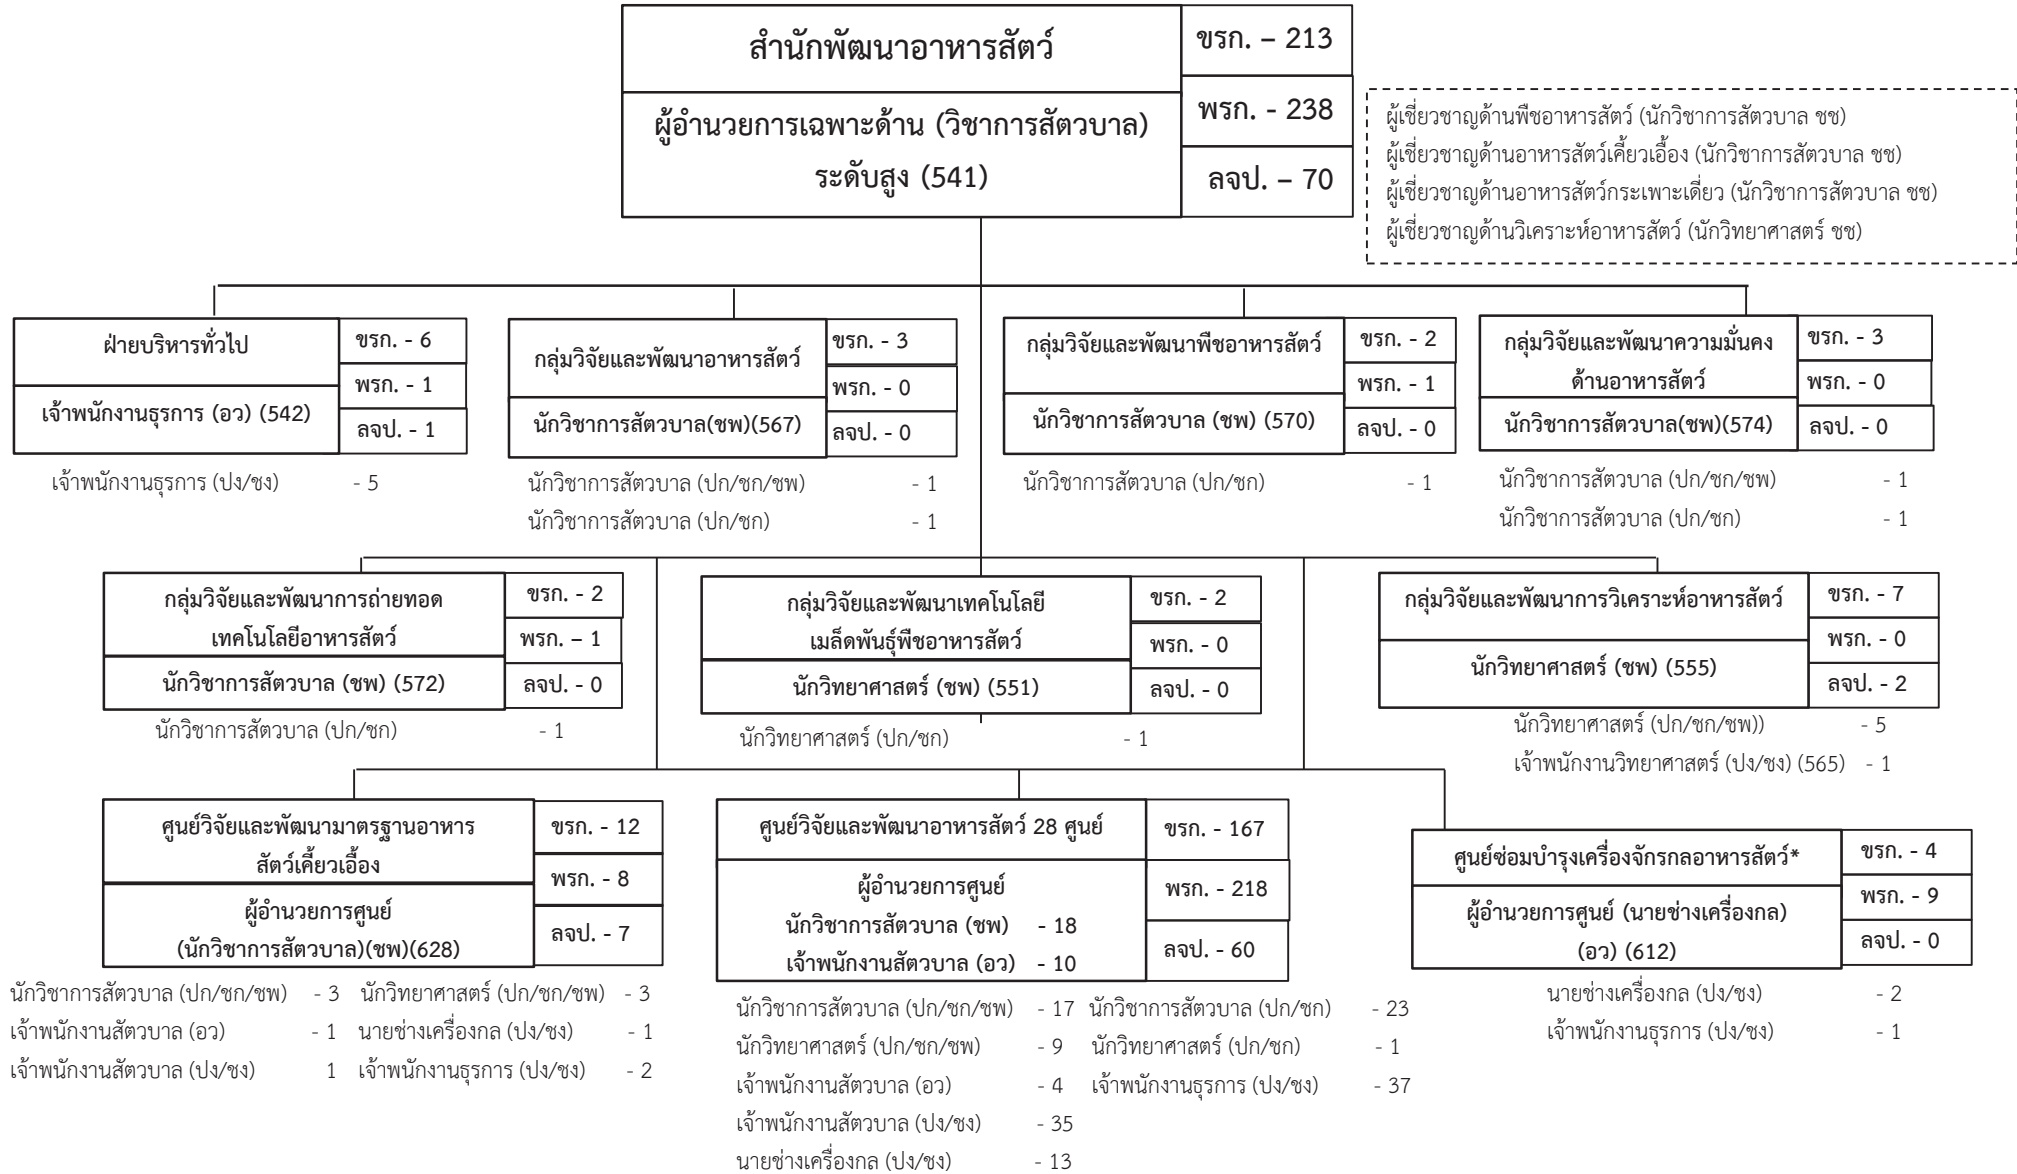 สำนักพัฒนาอาหารสัตว์
ขรก. – 213
ผู้อำนวยการเฉพาะด้าน (วิชาการสัตวบาล)
ระดับสูง (541)
พรก. - 238
ลจป. – 70
ผู้เชี่ยวชาญด้านพืชอาหารสัตว์ (นักวิชาการสัตวบาล ชช)
ผู้เชี่ยวชาญด้านอาหารสัตว์เคี้ยวเอื้อง (นักวิชาการสัตวบาล ชช)
ผู้เชี่ยวชาญด้านอาหารสัตว์กระเพาะเดี่ยว (นักวิชาการสัตวบาล ชช)
ผู้เชี่ยวชาญด้านวิเคราะห์อาหารสัตว์ (นักวิทยาศาสตร์ ชช)
ฝ่ายบริหารทั่วไป
ขรก. - 6
พรก. - 1
เจ้าพนักงานธุรการ (อว) (542)
ลจป. - 1
เจ้าพนักงานธุรการ (ปง/ชง) - 5
กลุ่มวิจัยและพัฒนาอาหารสัตว์
ขรก. - 3
พรก. - 0
นักวิชาการสัตวบาล(ชพ)(567)
ลจป. - 0
นักวิชาการสัตวบาล (ปก/ชก/ชพ) - 1
นักวิชาการสัตวบาล (ปก/ชก) - 1
กลุ่มวิจัยและพัฒนาพืชอาหารสัตว์
ขรก. - 2
พรก. - 1
นักวิชาการสัตวบาล (ชพ) (570)
ลจป. - 0
นักวิชาการสัตวบาล (ปก/ชก) - 1
กลุ่มวิจัยและพัฒนาความมั่นคง
ด้านอาหารสัตว์
ขรก. - 3
พรก. - 0
นักวิชาการสัตวบาล(ชพ)(574)
ลจป. - 0
นักวิชาการสัตวบาล (ปก/ชก/ชพ) - 1
นักวิชาการสัตวบาล (ปก/ชก) - 1
กลุ่มวิจัยและพัฒนาการถ่ายทอด
เทคโนโลยีอาหารสัตว์
ขรก. - 2
พรก. – 1
นักวิชาการสัตวบาล (ชพ) (572)
ลจป. - 0
นักวิชาการสัตวบาล (ปก/ชก) - 1
กลุ่มวิจัยและพัฒนาเทคโนโลยี
เมล็ดพันธุ์พืชอาหารสัตว์
ขรก. - 2
พรก. - 0
นักวิทยาศาสตร์ (ชพ) (551)
ลจป. - 0
นักวิทยาศาสตร์ (ปก/ชก) - 1
กลุ่มวิจัยและพัฒนาการวิเคราะห์อาหารสัตว์
ขรก. - 7
พรก. - 0
นักวิทยาศาสตร์ (ชพ) (555)
ลจป. - 2
นักวิทยาศาสตร์ (ปก/ชก/ชพ)) - 5
เจ้าพนักงานวิทยาศาสตร์ (ปง/ชง) (565) - 1
ศูนย์วิจัยและพัฒนามาตรฐานอาหาร
สัตว์เคี้ยวเอื้อง
ขรก. - 12
พรก. - 8
ผู้อำนวยการศูนย์
(นักวิชาการสัตวบาล)(ชพ)(628)
ลจป. - 7
นักวิชาการสัตวบาล (ปก/ชก/ชพ) - 3 นักวิทยาศาสตร์ (ปก/ชก/ชพ) - 3
เจ้าพนักงานสัตวบาล (อว) - 1 นายช่างเครื่องกล (ปง/ชง) - 1
เจ้าพนักงานสัตวบาล (ปง/ชง) 1 เจ้าพนักงานธุรการ (ปง/ชง) - 2
ศูนย์วิจัยและพัฒนาอาหารสัตว์ 28 ศูนย์
ขรก. - 167
ผู้อำนวยการศูนย์
พรก. - 218
นักวิชาการสัตวบาล (ชพ) - 18
เจ้าพนักงานสัตวบาล (อว) - 10
ลจป. - 60
นักวิชาการสัตวบาล (ปก/ชก/ชพ) - 17 นักวิชาการสัตวบาล (ปก/ชก) - 23
นักวิทยาศาสตร์ (ปก/ชก/ชพ) - 9 นักวิทยาศาสตร์ (ปก/ชก) - 1
เจ้าพนักงานสัตวบาล (อว) - 4 เจ้าพนักงานธุรการ (ปง/ชง) - 37
เจ้าพนักงานสัตวบาล (ปง/ชง) - 35
นายช่างเครื่องกล (ปง/ชง) - 13
ศูนย์ซ่อมบำรุงเครื่องจักรกลอาหารสัตว์*
ขรก. - 4
พรก. - 9
ผู้อำนวยการศูนย์ (นายช่างเครื่องกล)
(อว) (612)
ลจป. - 0
นายช่างเครื่องกล (ปง/ชง) - 2
เจ้าพนักงานธุรการ (ปง/ชง) - 1